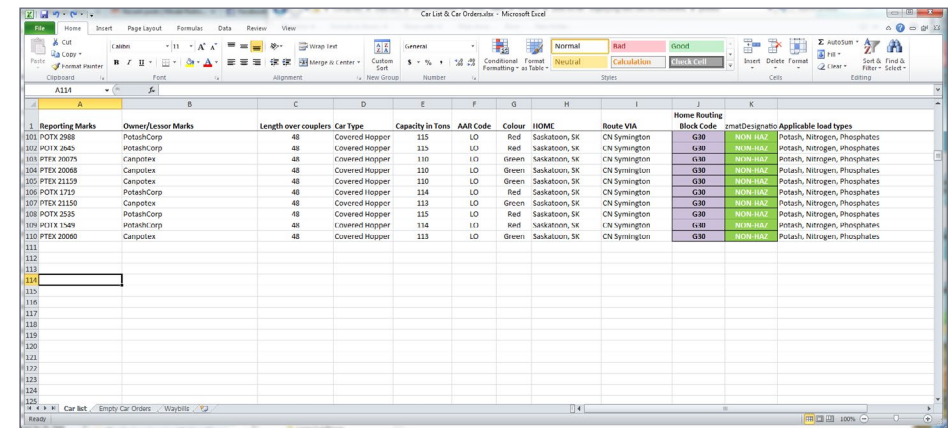 Car List & Car Orders.xlsx - Microsoft Excel
File Home Insert Page Layout Formulas Data Review View
Cut Calibri 11 Wrap Text General Normal Bad Good AutoSum
Paste Copy Conditional Format Neutral Calculation Check Cell Insert Delete Format Fill Sort & Find &
Format Painter Merge & Center Custom Sort Formatting as Table Clear Filter Select
Clipboard Font Alignment New Group Number Styles Cells Editing
A114 fx
A B C D E F G H I J K
1 Reporting Marks Owner/Lessor Marks Length over couplers Car Type Capacity in Tons AAR Code Colour HOME Route VIA Home Routing Block Code zmatDesignatio Applicable load types
101 POTX 2988 PotashCorp 48 Covered Hopper 115 LO Red Saskatoon, SK CN Symington G30 NON-HAZ Potash, Nitrogen, Phosphates
102 POTX 2645 PotashCorp 48 Covered Hopper 115 LO Red Saskatoon, SK CN Symington G30 NON-HAZ Potash, Nitrogen, Phosphates
103 PTEX 20075 Canpotex 48 Covered Hopper 110 LO Green Saskatoon, SK CN Symington G30 NON-HAZ Potash, Nitrogen, Phosphates
104 PTEX 20068 Canpotex 48 Covered Hopper 110 LO Green Saskatoon, SK CN Symington G30 NON-HAZ Potash, Nitrogen, Phosphates
105 PTEX 21159 Canpotex 48 Covered Hopper 110 LO Green Saskatoon, SK CN Symington G30 NON-HAZ Potash, Nitrogen, Phosphates
106 POTX 1719 PotashCorp 48 Covered Hopper 114 LO Red Saskatoon, SK CN Symington G30 NON-HAZ Potash, Nitrogen, Phosphates
107 PTEX 21150 Canpotex 48 Covered Hopper 113 LO Green Saskatoon, SK CN Symington G30 NON-HAZ Potash, Nitrogen, Phosphates
108 POTX 2535 PotashCorp 48 Covered Hopper 115 LO Red Saskatoon, SK CN Symington G30 NON-HAZ Potash, Nitrogen, Phosphates
109 POTX 1549 PotashCorp 48 Covered Hopper 114 LO Red Saskatoon, SK CN Symington G30 NON-HAZ Potash, Nitrogen, Phosphates
110 PTEX 20060 Canpotex 48 Covered Hopper 113 LO Green Saskatoon, SK CN Symington G30 NON-HAZ Potash, Nitrogen, Phosphates
111
112
113
114
115
116
117
118
119
120
121
122
123
124
125
Car list Empty Car Orders Waybills
Ready 100%